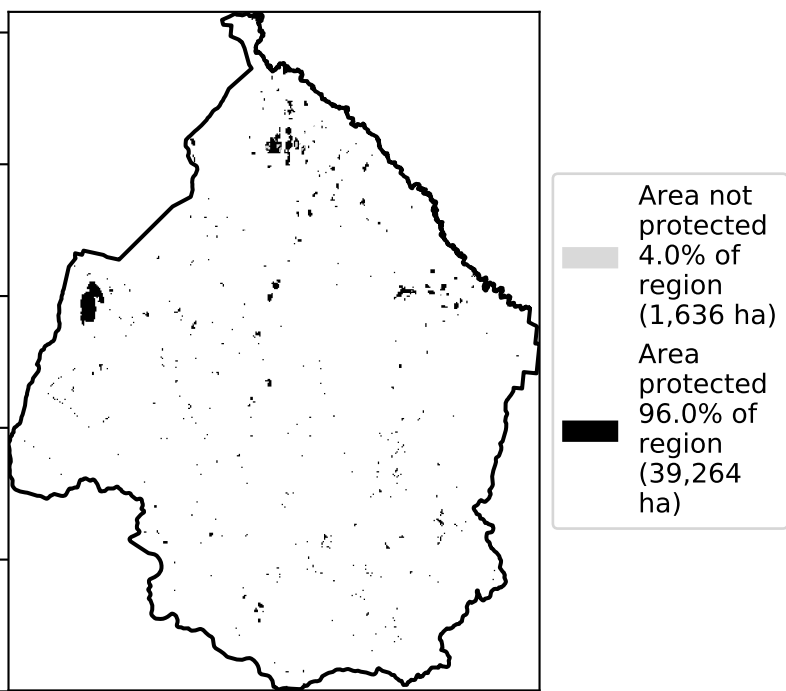 Area not
protected
4.0% of
region
(1,636 ha)
Area
protected
96.0% of
region
(39,264
ha)